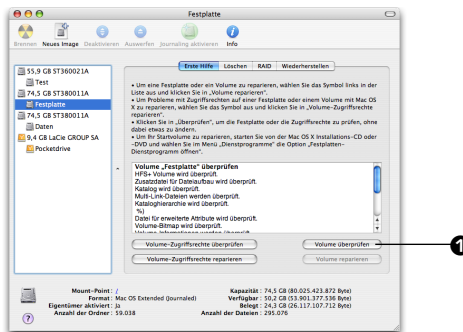 Festplatte
Brennen Neues Image Deaktivieren Auswerfen Journaling aktivieren Info
55,9 GB ST360021A
Test
74,5 GB ST380011A
Festplatte
74,5 GB ST380011A
Daten
9,4 GB LaCie GROUP SA
Pocketdrive
Erste Hilfe Löschen RAID Wiederherstellen
• Um eine Festplatte oder ein Volume zu reparieren, wählen Sie das Symbol links in der
Liste aus und klicken Sie in „Volume reparieren".
• Um Probleme mit Zugriffsrechten auf einer Festplatte oder einem Volume mit Mac OS
X zu reparieren, wählen Sie das Symbol aus und klicken Sie in „Volume-Zugriffsrechte
reparieren".
• Klicken Sie in „Überprüfen", um die Festplatte oder die Zugriffsrechte zu prüfen, ohne
dabei etwas zu ändern.
• Um Ihr Startvolume zu reparieren, starten Sie von der Mac OS X Installations-CD oder
-DVD und wählen Sie im Menü „Dienstprogramme" die Option „Festplatten-
Dienstprogramm öffnen".
Volume „Festplatte" überprüfen
HFS+ Volume wird überprüft.
Zusatzdatei für Dateiaufbau wird überprüft.
Katalog wird überprüft.
Multi-Link-Dateien werden überprüft.
Kataloghierarchie wird überprüft.
%)
Datei für erweiterte Attribute wird überprüft.
Volume-Bitmap wird überprüft.
Volume-Informationen werden überprüft.
Volume-Zugriffsrechte überprüfen Volume überprüfen
1
Volume-Zugriffsrechte reparieren Volume reparieren
Mount-Point : / Kapazität : 74,5 GB (80.025.423.872 Byte)
Format : Mac OS Extended (Journaled) Verfügbar : 50,2 GB (53.901.377.536 Byte)
Eigentümer aktiviert : Ja Belegt : 24,3 GB (26.117.107.712 Byte)
Anzahl der Ordner : 59.038 Anzahl der Dateien : 295.076
?